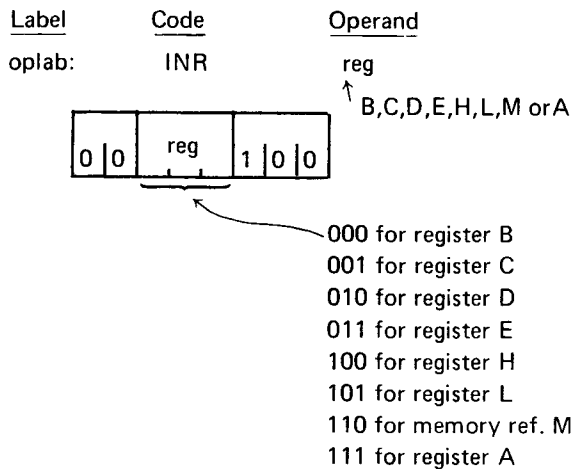 Label Code Operand
oplab: INR reg
B,C,D,E,H,L,M or A
0 0 reg 1 0 0
000 for register B
001 for register C
010 for register D
011 for register E
100 for register H
101 for register L
110 for memory ref. M
111 for register A